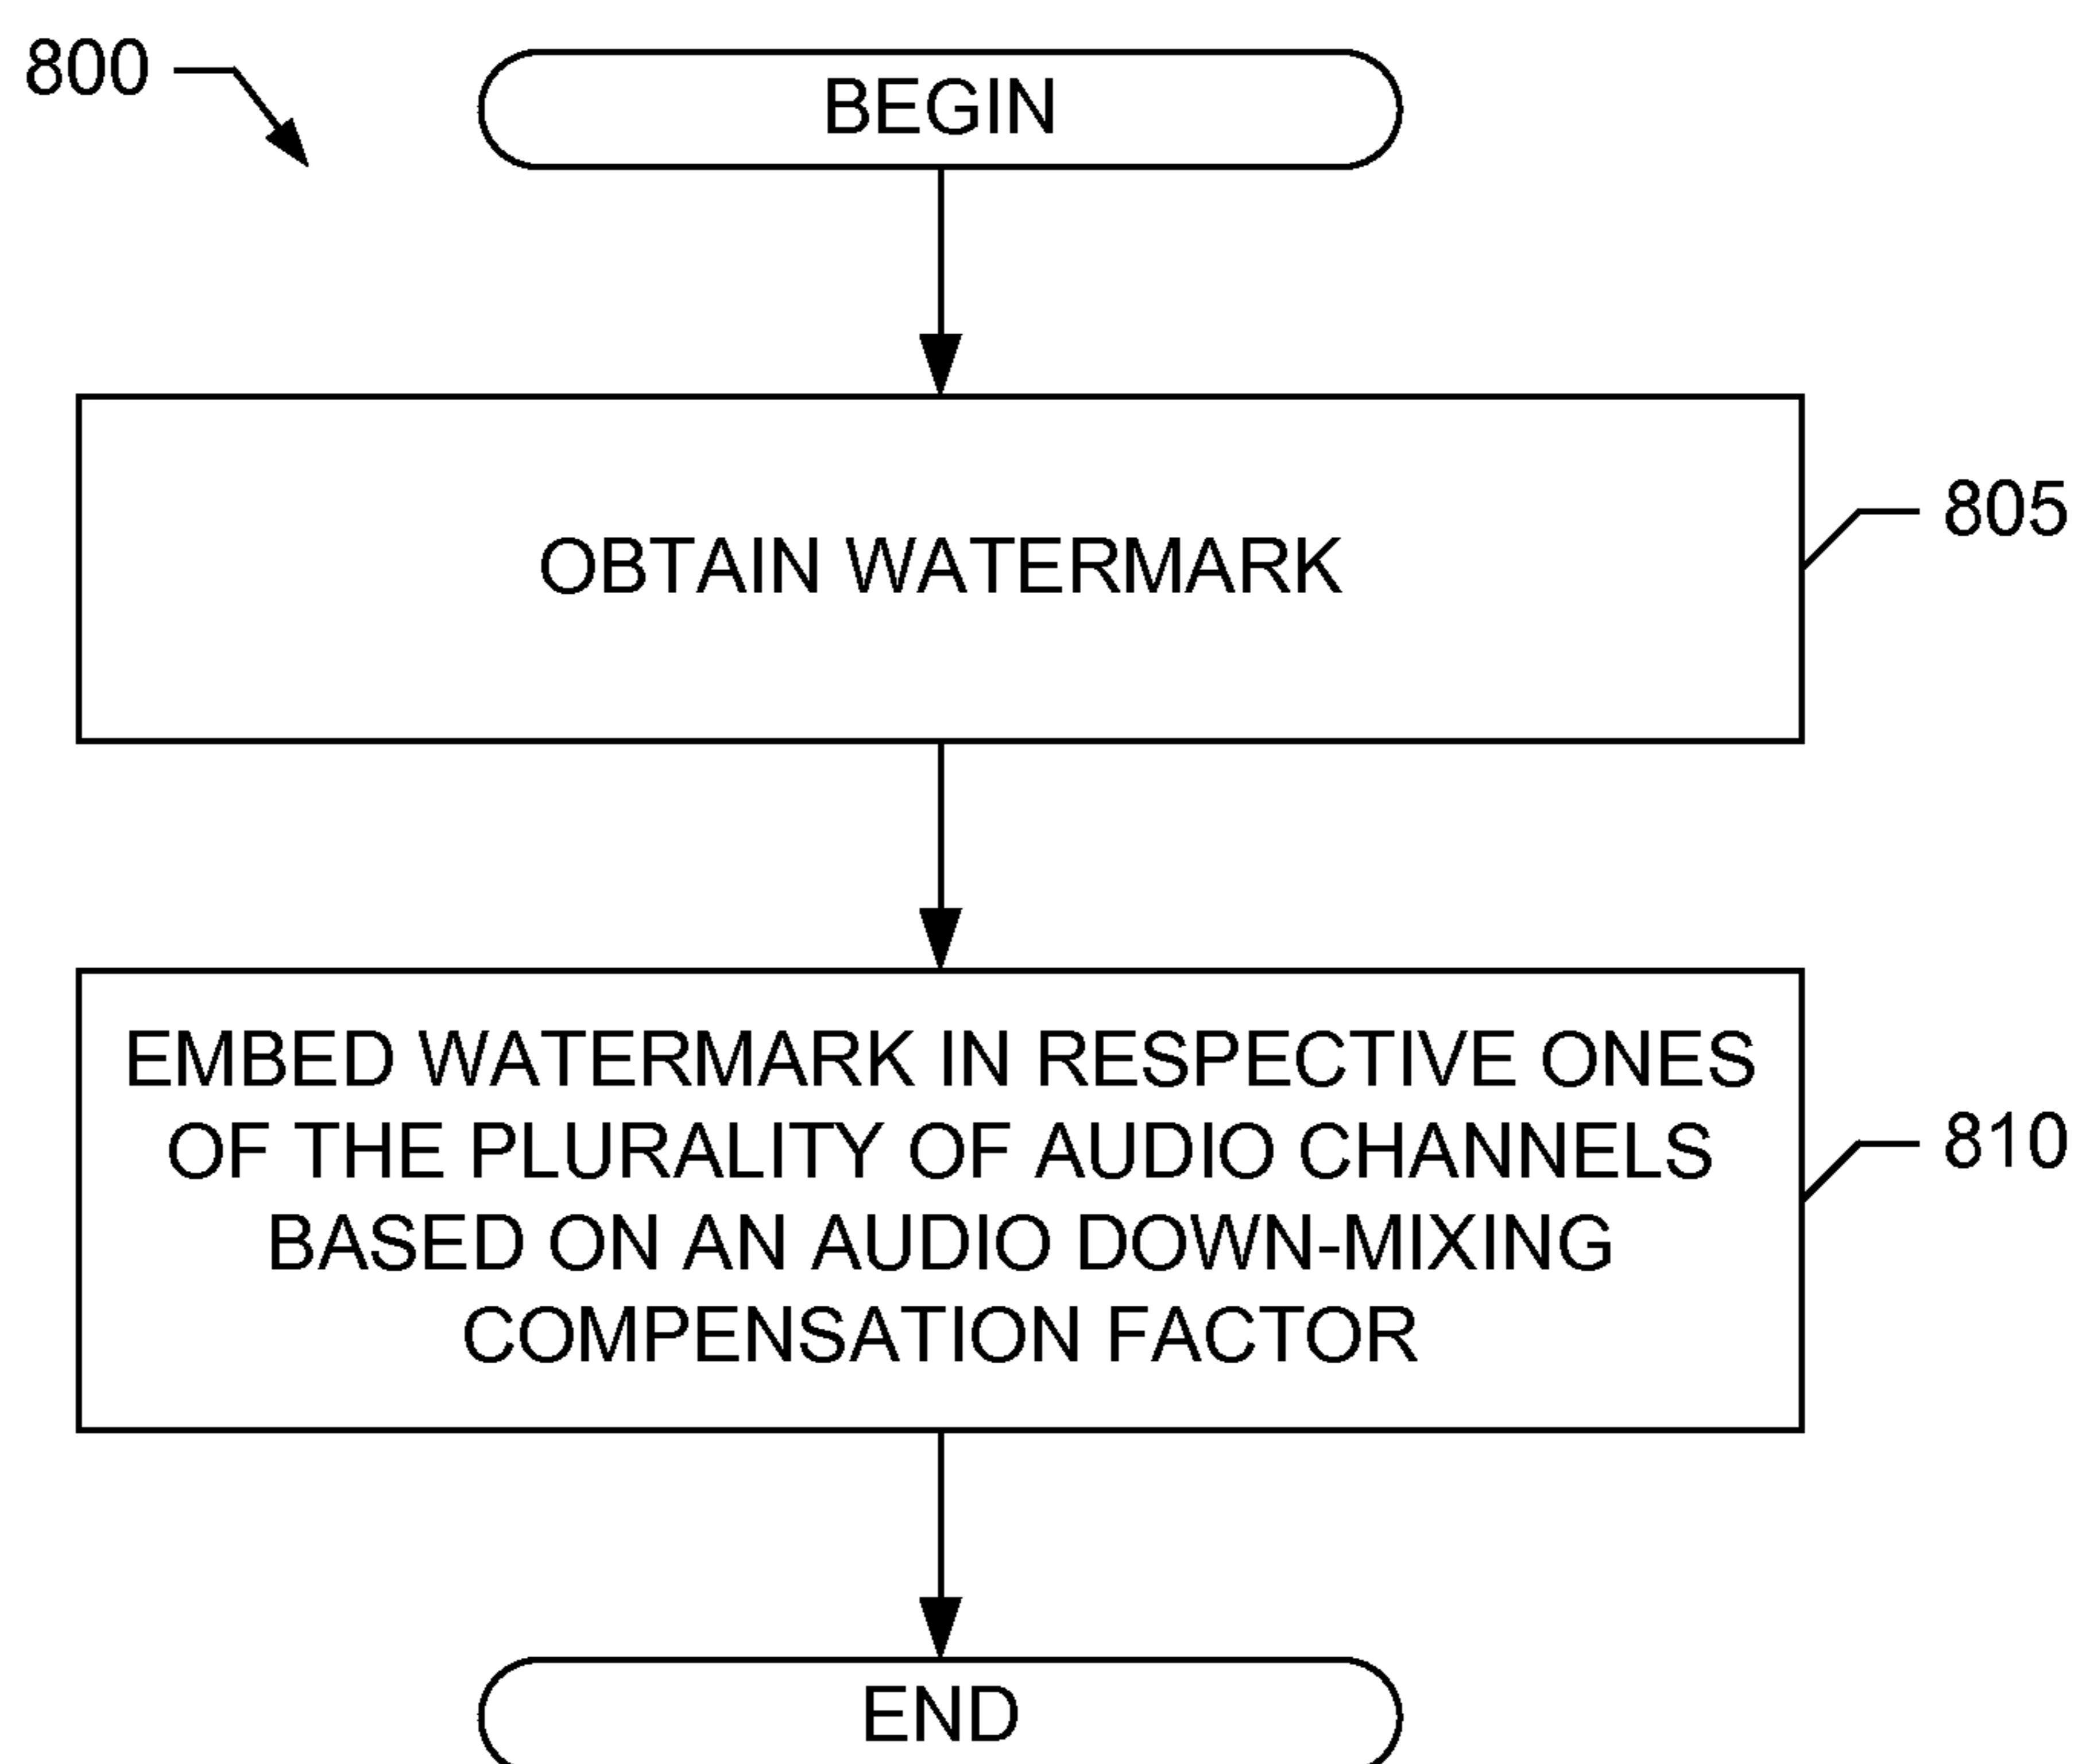 800
BEGIN
OBTAIN WATERMARK
805
EMBED WATERMARK IN RESPECTIVE ONES
OF THE PLURALITY OF AUDIO CHANNELS
BASED ON AN AUDIO DOWN-MIXING
COMPENSATION FACTOR
810
END